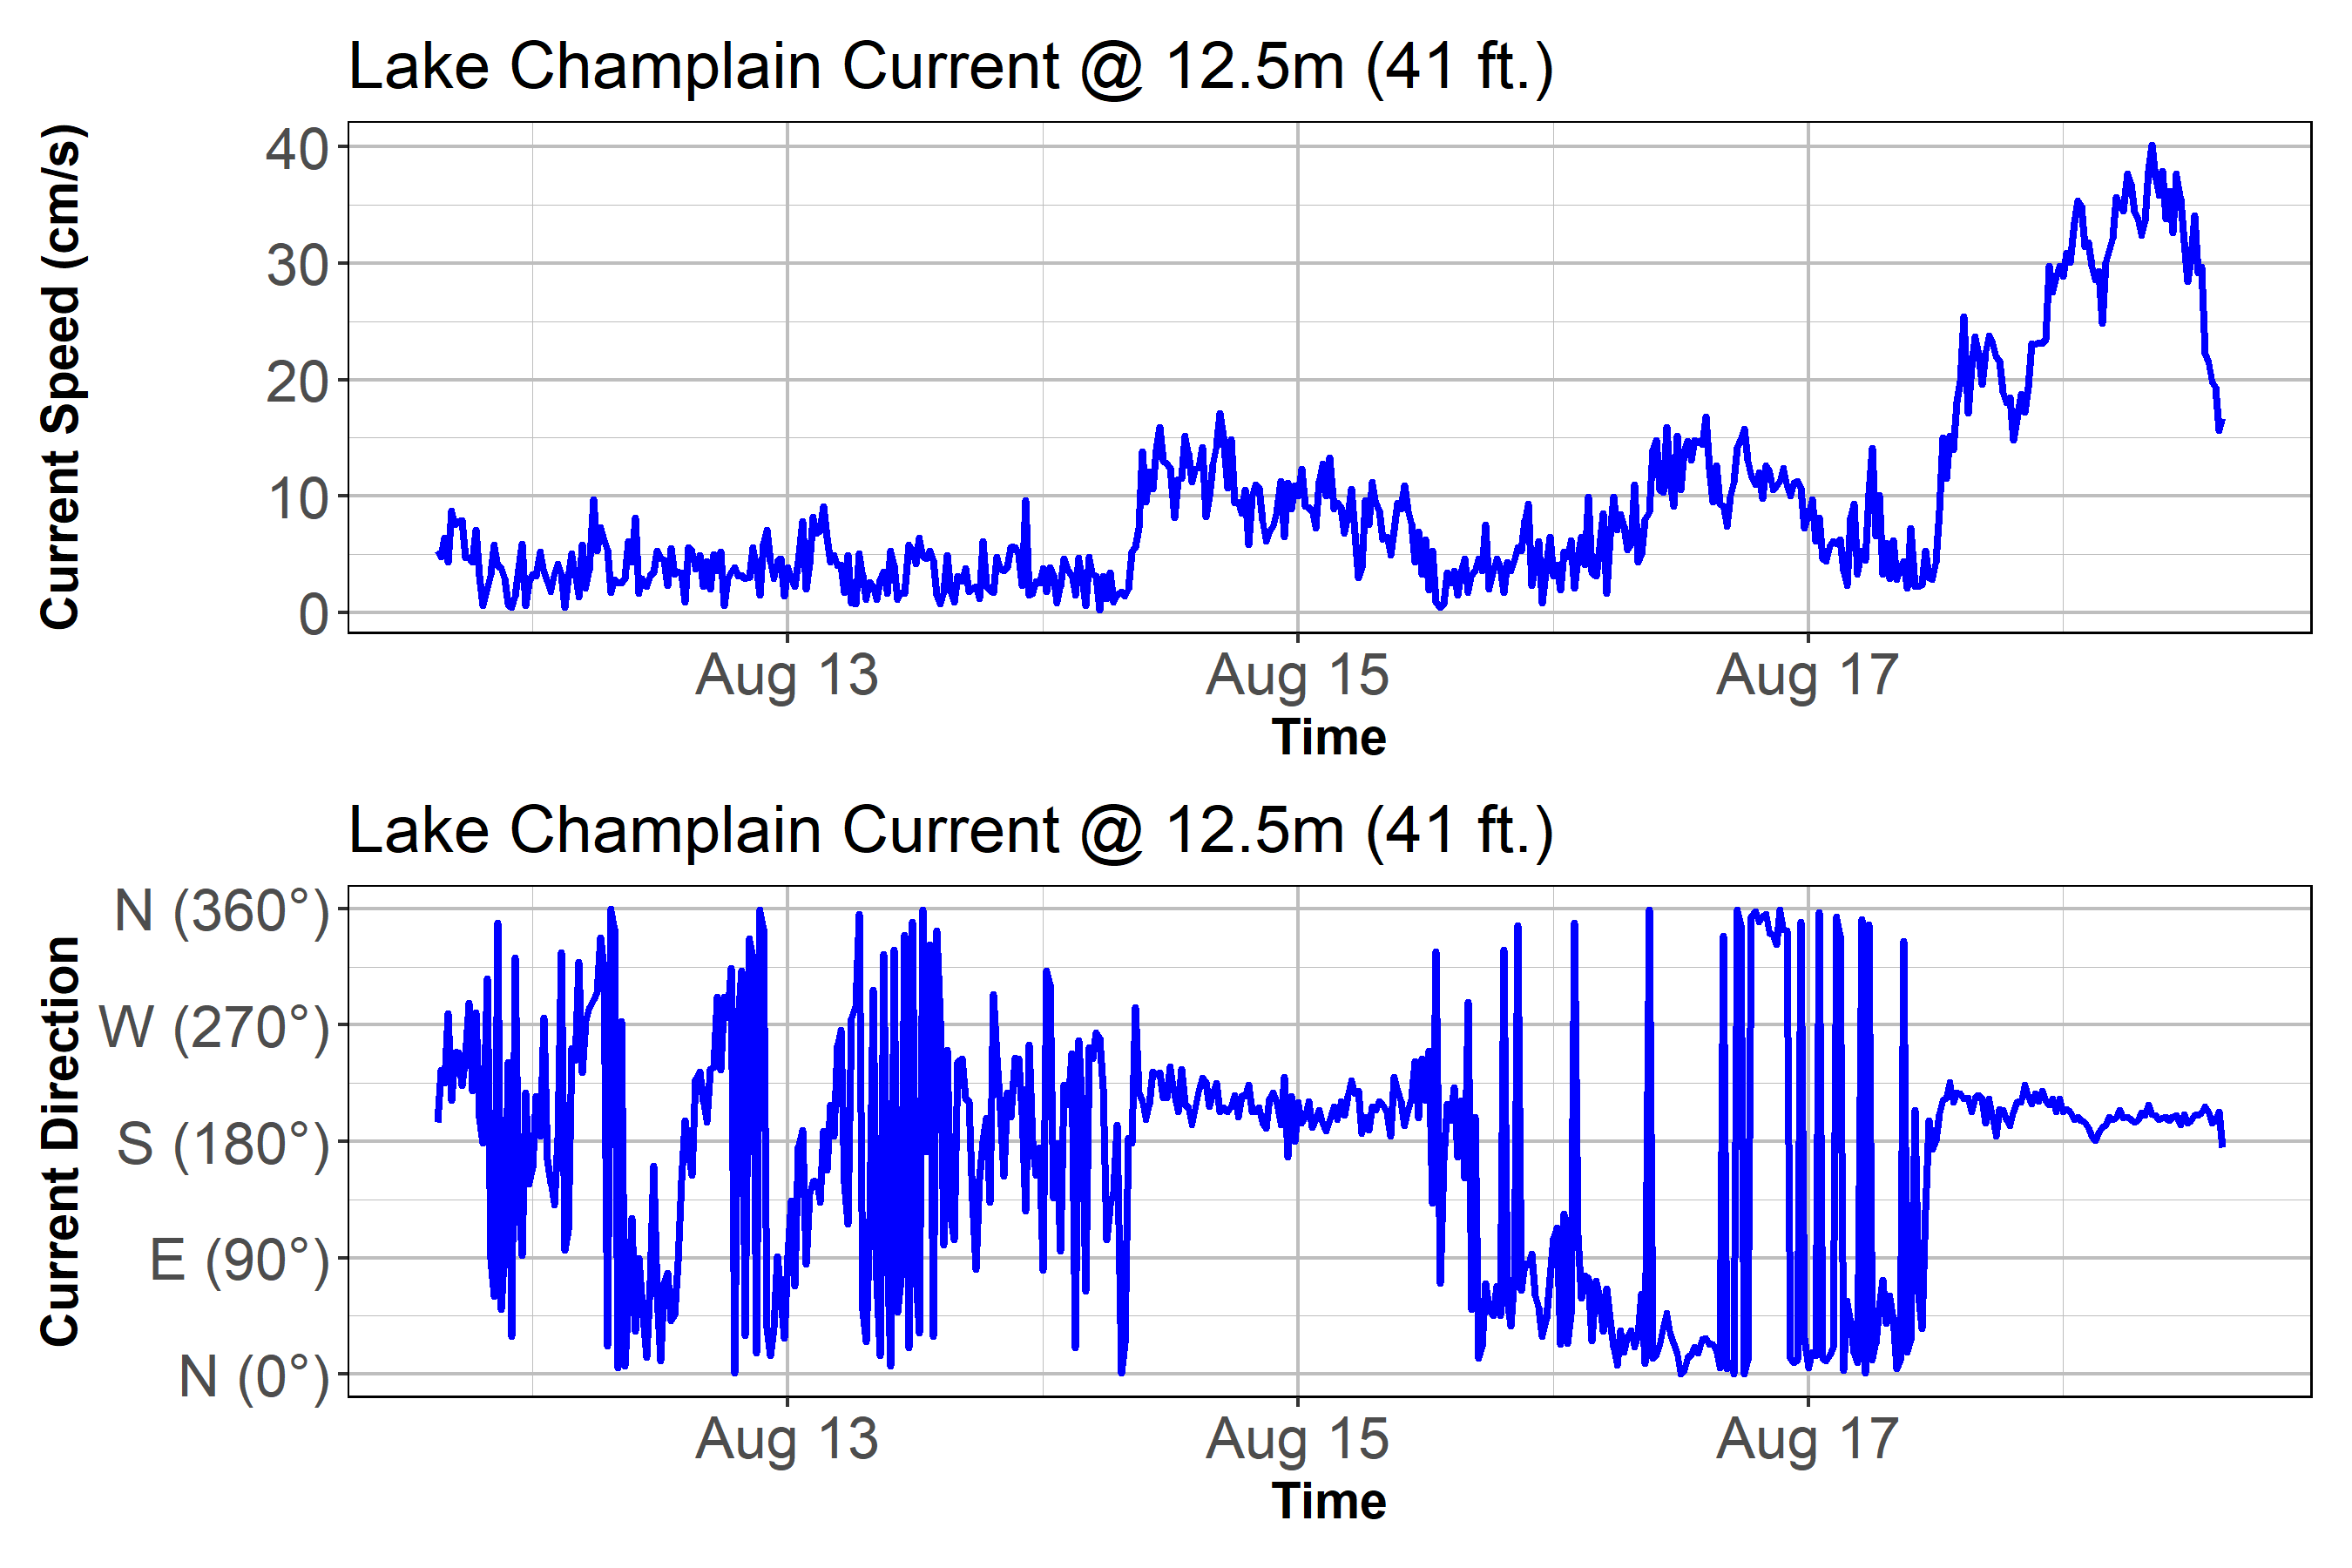 Lake Champlain Current @ 12.5m (41 ft.)
Current Speed (cm/s)
40
30
20
10
0
Aug 13 Aug 15 Aug 17
Time
Lake Champlain Current @ 12.5m (41 ft.)
Current Direction
N (360°)
W (270°)
S (180°)
E (90°)
N (0°)
Aug 13 Aug 15 Aug 17
Time